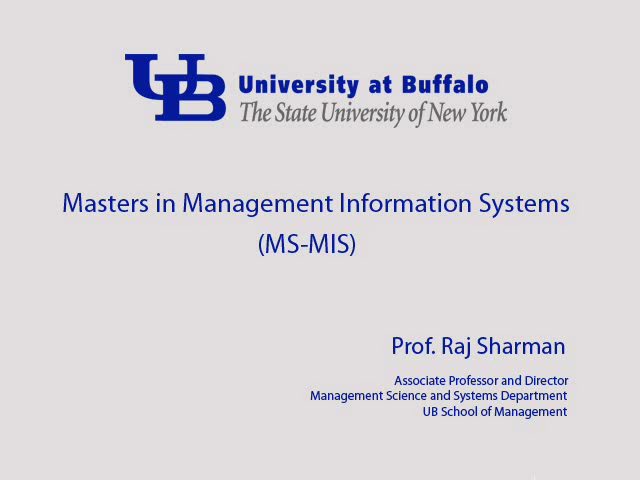 UB University at Buffalo
The State University of New York
Masters in Management Information Systems
(MS-MIS)
Prof. Raj Sharman
Associate Professor and Director
Management Science and Systems Department
UB School of Management